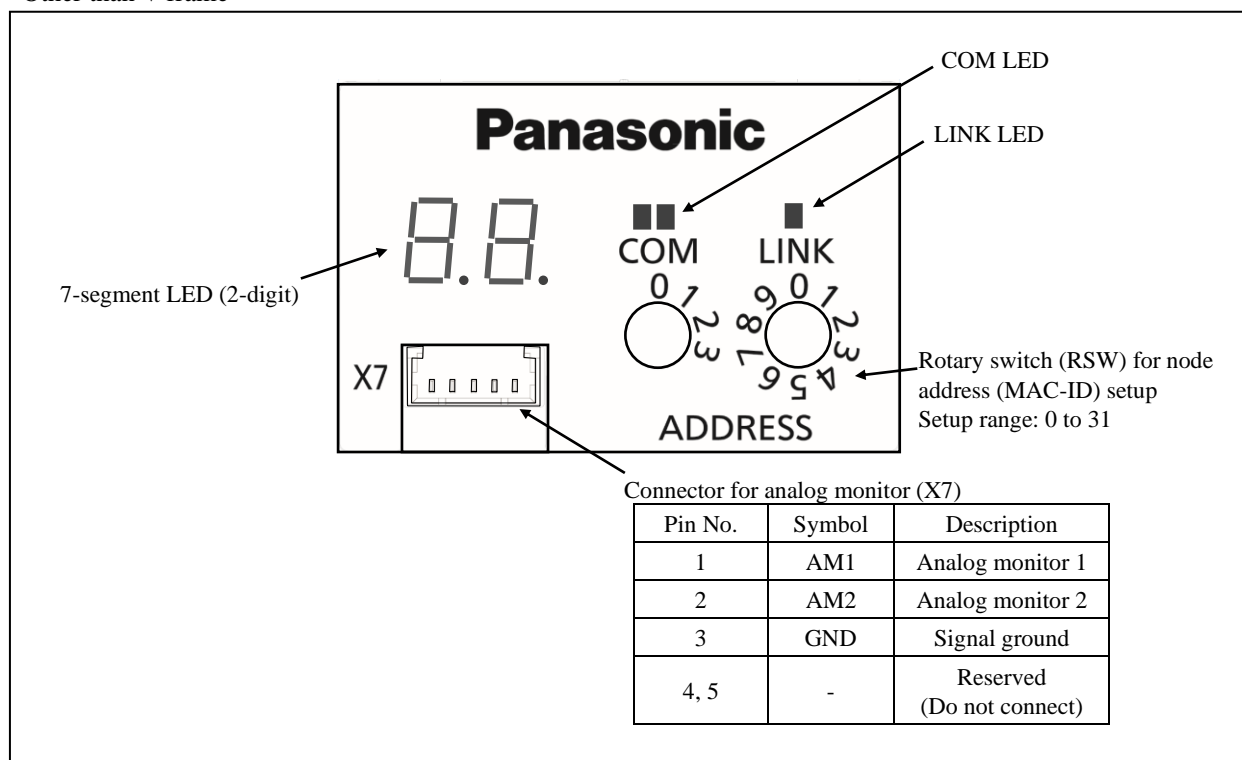 COM LED
Panasonic
LINK LED
8.8.
COM LINK
0 1 2 3
0 1 2 3 4 5 6 7 8 9
7-segment LED (2-digit)
X7
Rotary switch (RSW) for node
address (MAC-ID) setup
Setup range: 0 to 31
ADDRESS
Connector for analog monitor (X7)
Pin No. Symbol Description
1 AM1 Analog monitor 1
2 AM2 Analog monitor 2
3 GND Signal ground
4, 5 - Reserved
(Do not connect)